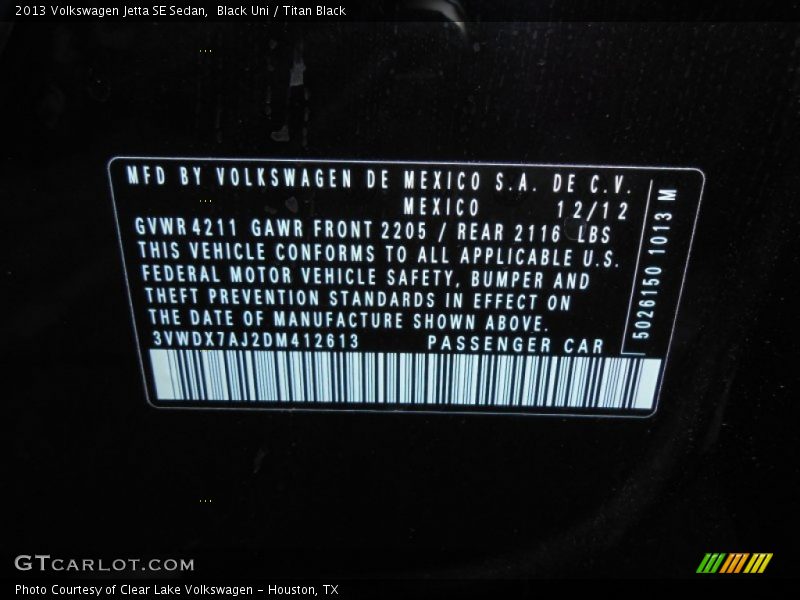 2013 Volkswagen Jetta SE Sedan,  Black Uni / Titan Black
MFD BY VOLKSWAGEN DE MEXICO S.A. DE C.V.
MEXICO 12/12
GVWR 4211 GAWR FRONT 2205 / REAR 2116 LBS
THIS VEHICLE CONFORMS TO ALL APPLICABLE U.S.
FEDERAL MOTOR VEHICLE SAFETY, BUMPER AND
THEFT PREVENTION STANDARDS IN EFFECT ON
THE DATE OF MANUFACTURE SHOWN ABOVE.
3VWDX7AJ2DM412613 PASSENGER CAR
5026150 1013 M
GTCARLOT.COM
Photo Courtesy of Clear Lake Volkswagen – Houston, TX